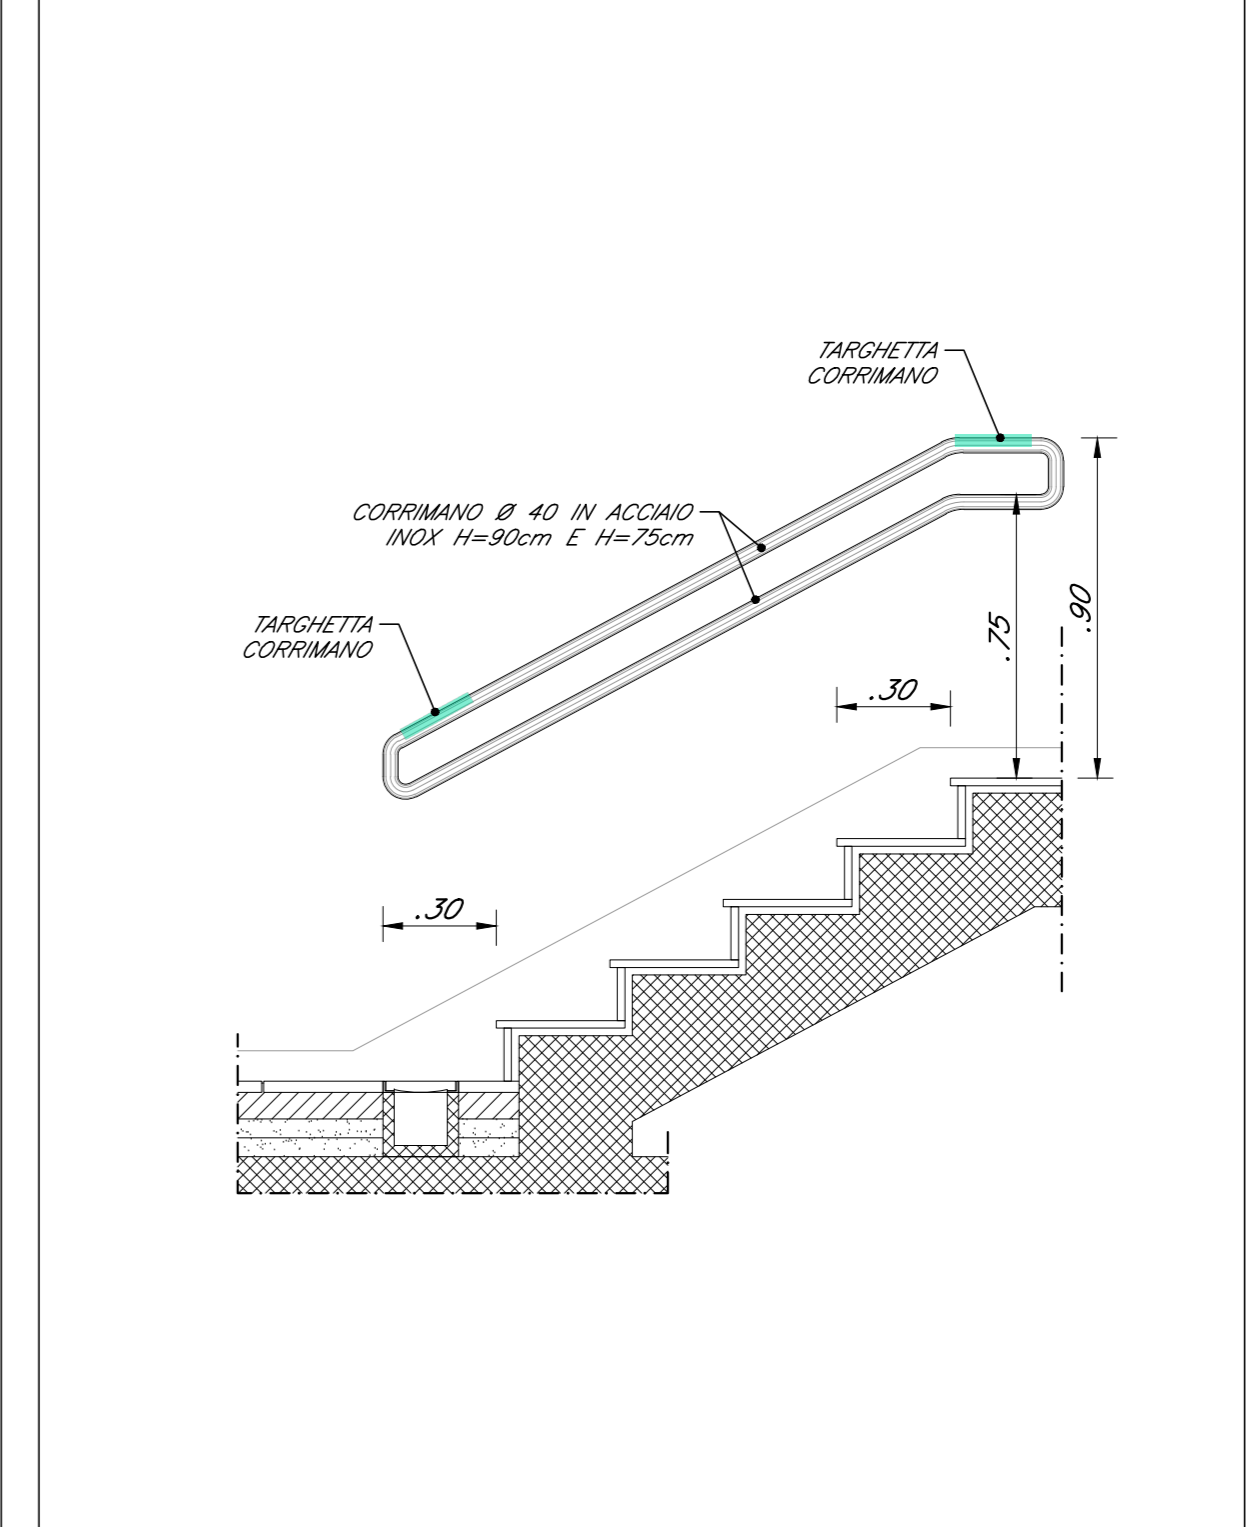 TARGHETTA
CORRIMANO
CORRIMANO Ø 40 IN ACCIAIO
INOX H=90cm E H=75cm
TARGHETTA
CORRIMANO
.75
.90
.30
.30